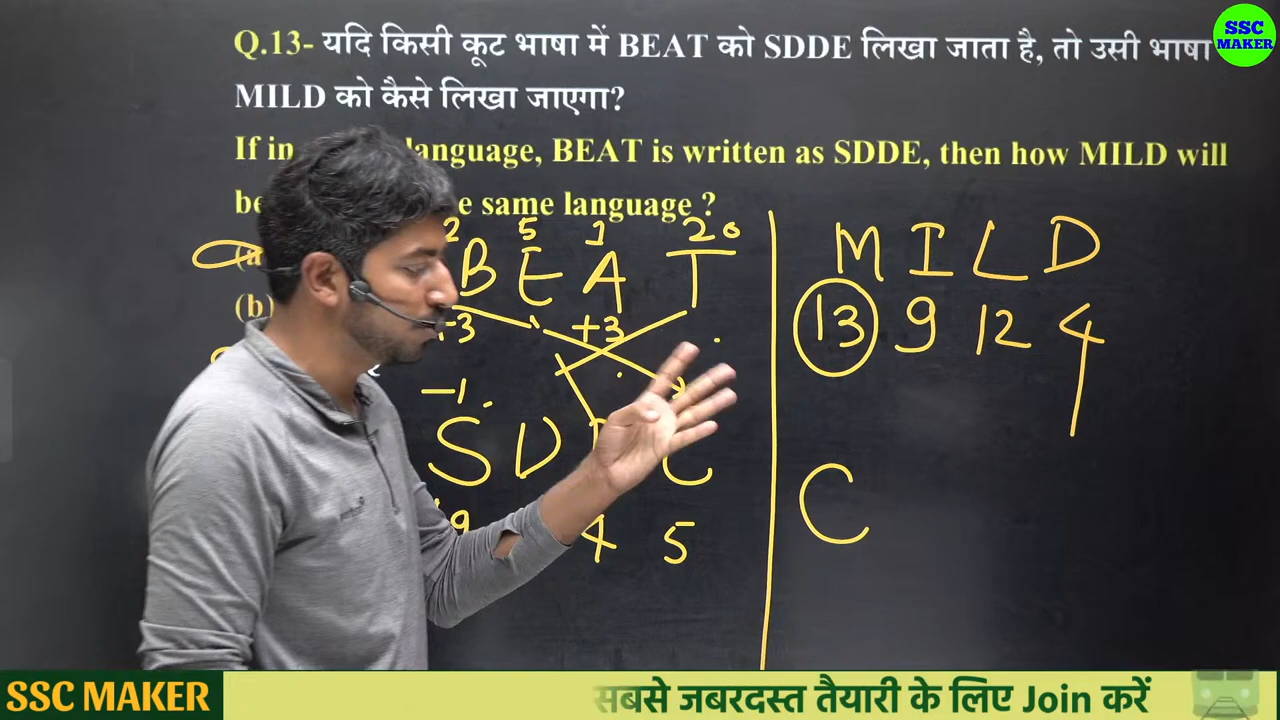 SSC
MAKER
Q.13- यदि किसी कूट भाषा में BEAT को SDDE लिखा जाता है, तो उसी भाषा
MILD को कैसे लिखा जाएगा?
If in language, BEAT is written as SDDE, then how MILD will
be same language ?
(a)
(b)
2 5 1 20
B E A T
+3 +3
-1
S D
4 5
M I L D
13 9 12 4
C
SSC MAKER
सबसे जबरदस्त तैयारी के लिए Join करें